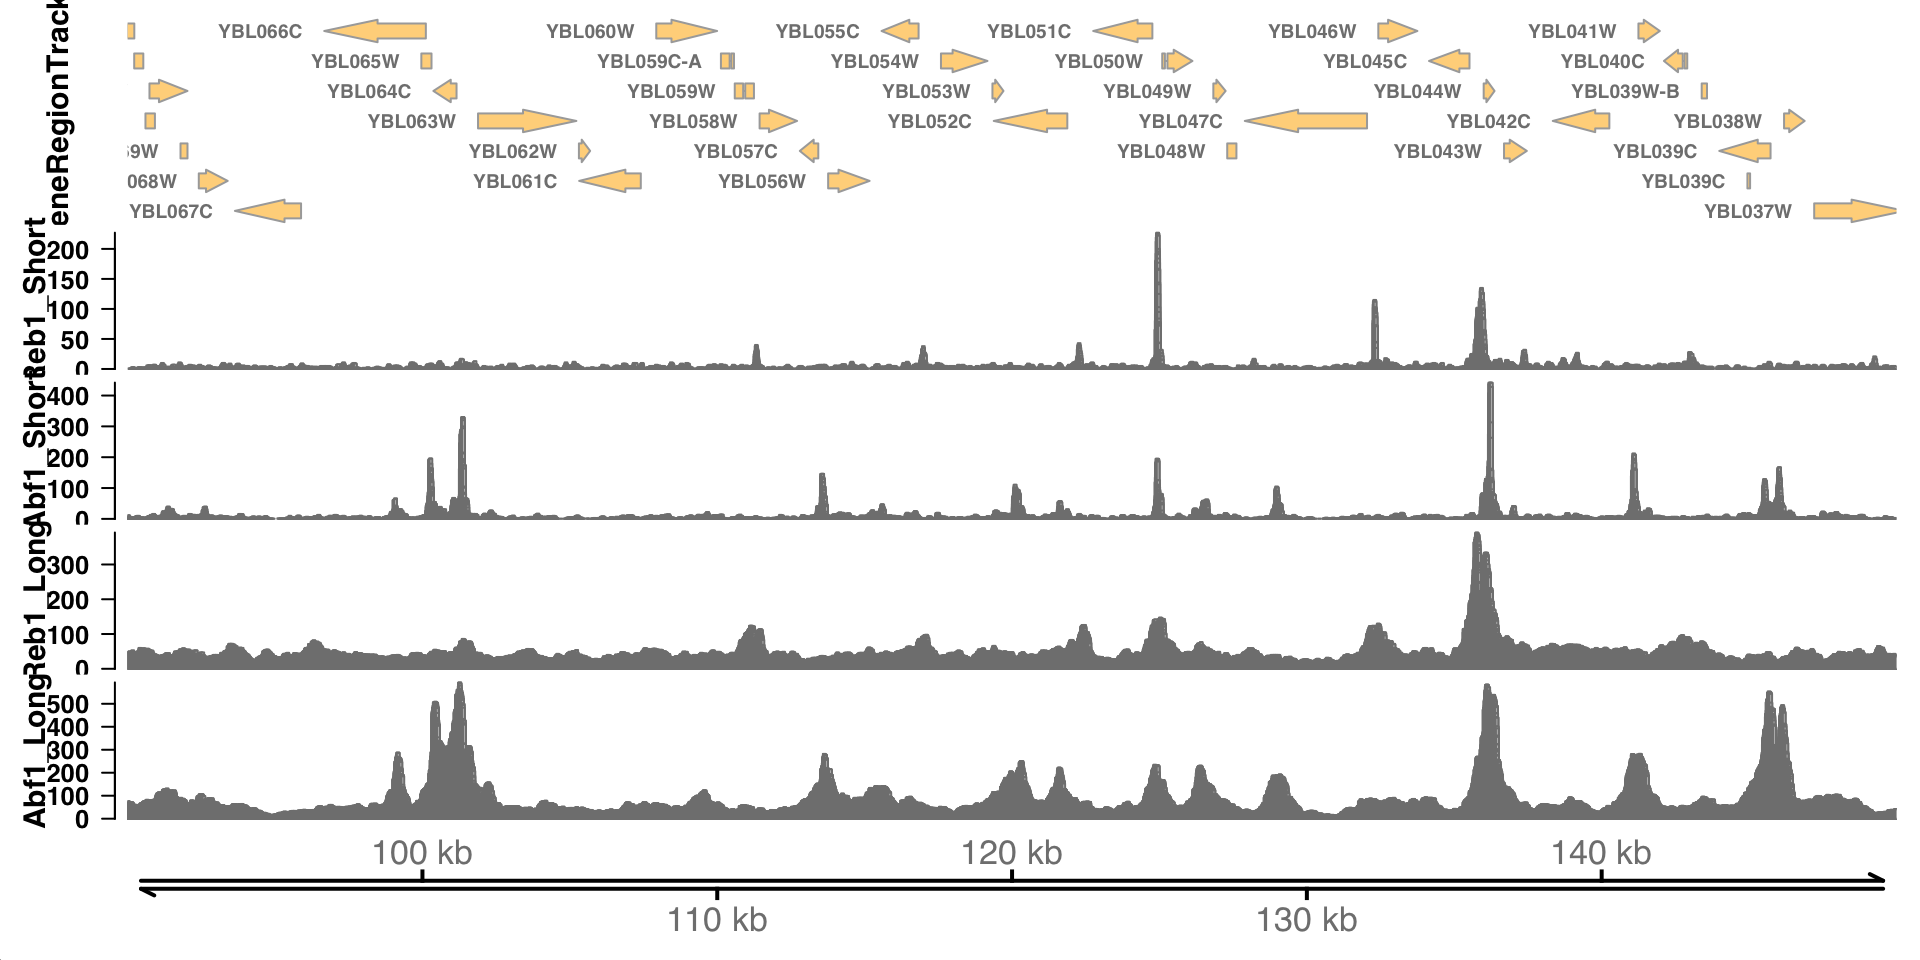 YBL066C YBL060W YBL055C YBL051C YBL046W YBL041W
YBL065W YBL059C-A YBL054W YBL050W YBL045C YBL040C
YBL064C YBL059W YBL053W YBL049W YBL044W YBL039W-B
YBL063W YBL058W YBL052C YBL047C YBL042C YBL038W
9W YBL062W YBL057C YBL048W YBL043W YBL039C
068W YBL061C YBL056W YBL039C
YBL067C YBL037W
eneRegionTrack
200
150
100
50
0
Reb1_Short
400
300
200
100
0
Abf1_Short
300
200
100
0
Reb1_Long
500
400
300
200
100
0
Abf1_Long
100 kb 120 kb 140 kb
110 kb 130 kb